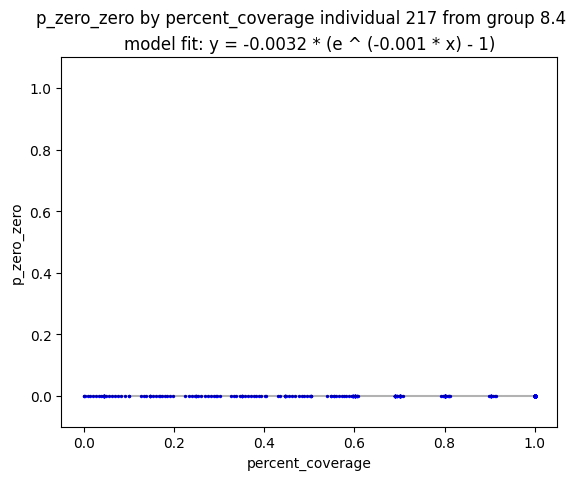 p_zero_zero by percent_coverage individual 217 from group 8.4
model fit: y = -0.0032 * (e ^ (-0.001 * x) - 1)
1.0
0.8
0.6
0.4
0.2
0.0
p_zero_zero
0.0 0.2 0.4 0.6 0.8 1.0
percent_coverage